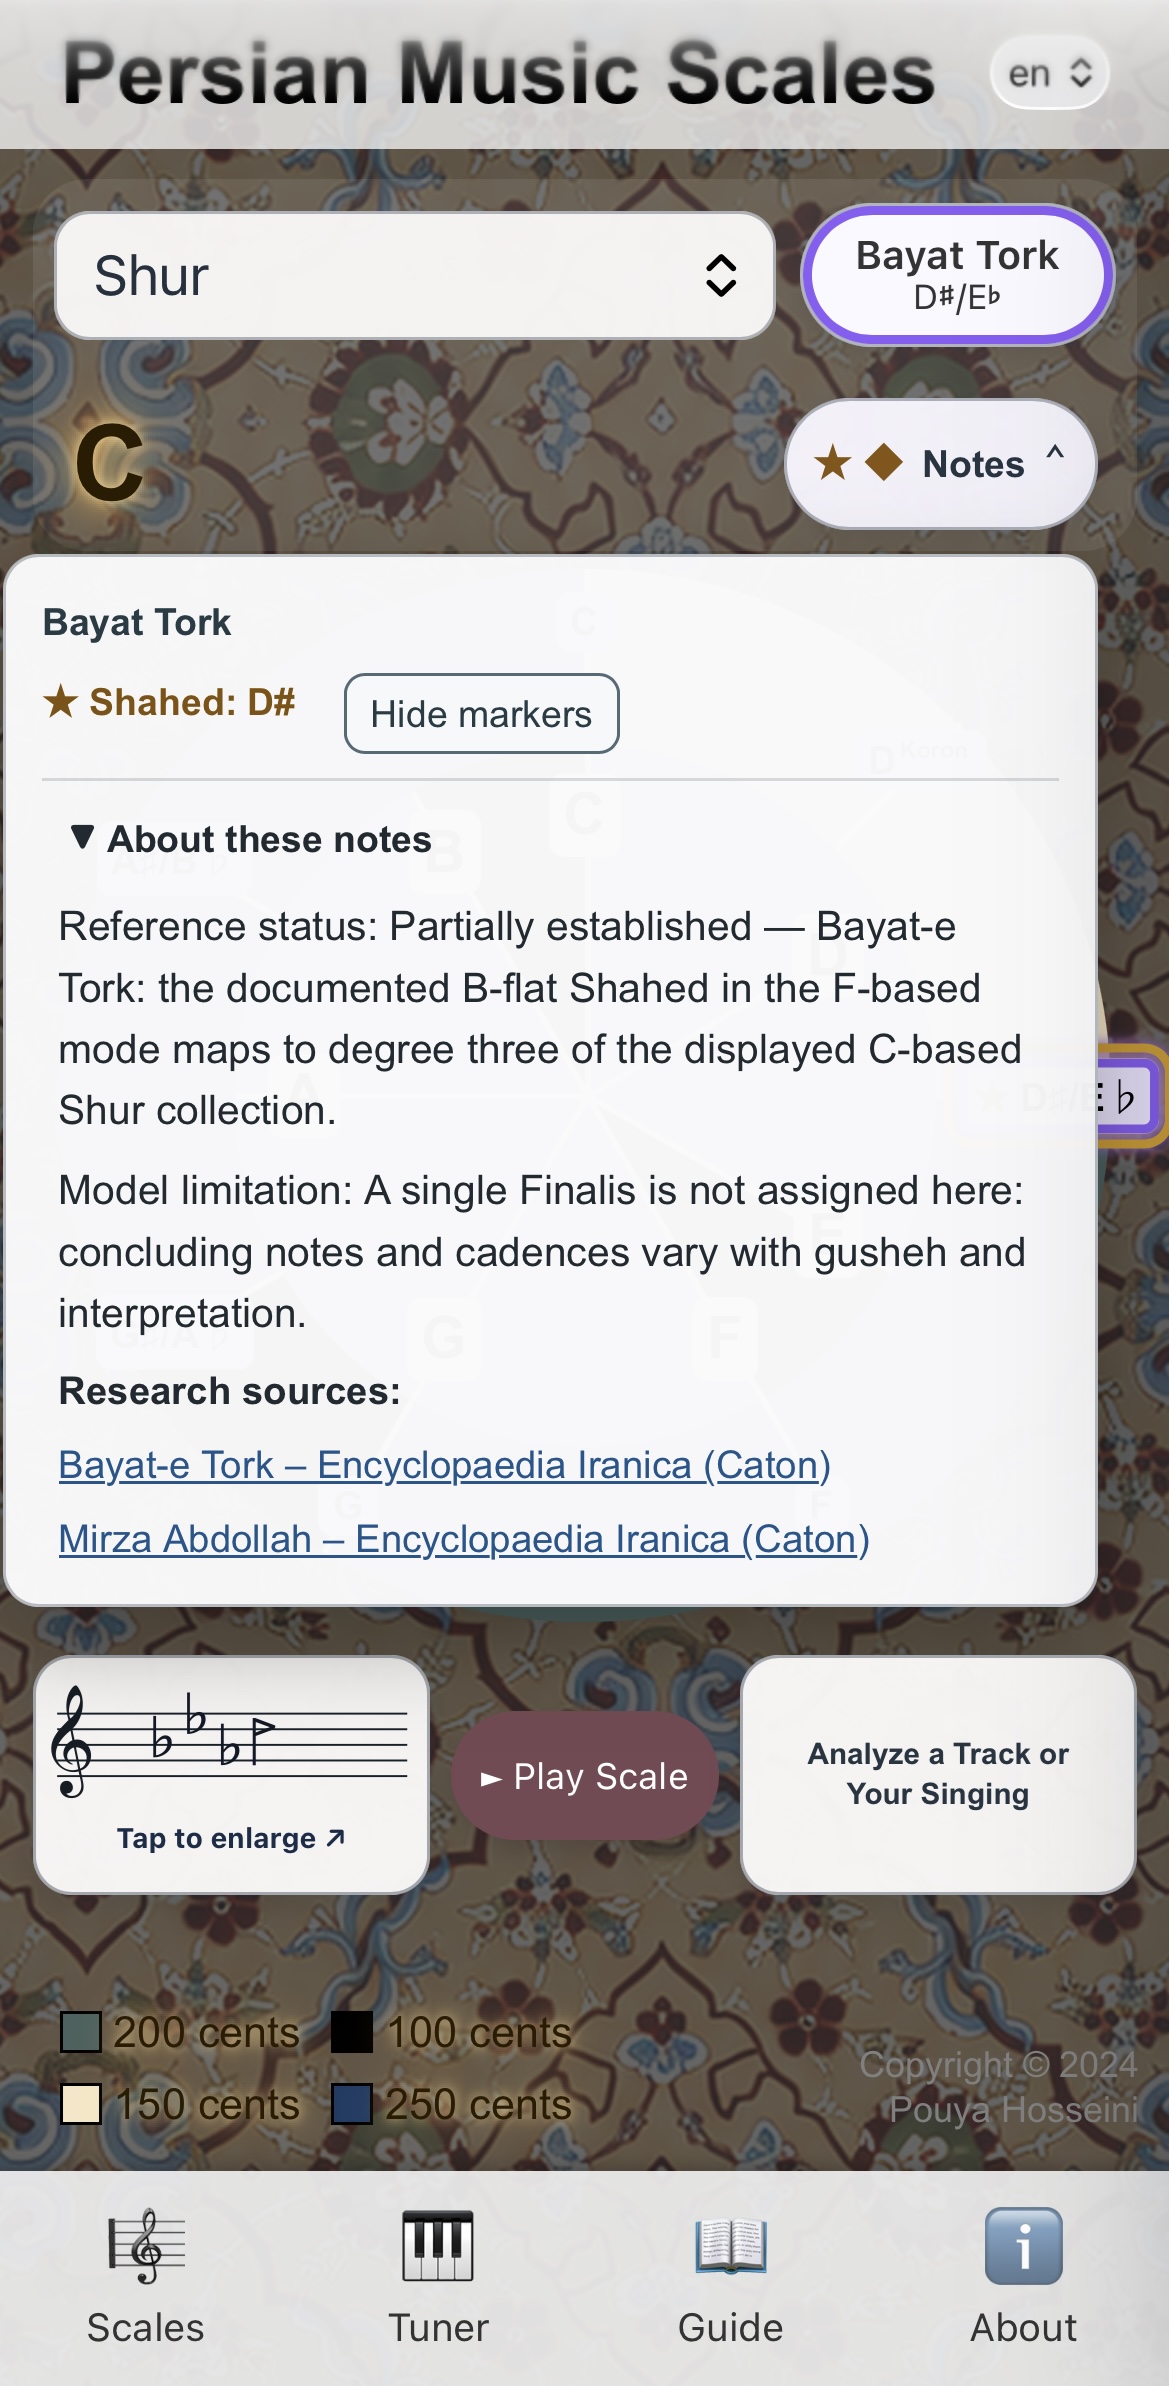 Persian Music Scales
en
Shur
Bayat Tork
D♯/E♭
C
★ ◆ Notes ^
Bayat Tork
★ Shahed: D#
Hide markers
▼ About these notes
Reference status: Partially established — Bayat-e
Tork: the documented B-flat Shahed in the F-based
mode maps to degree three of the displayed C-based
Shur collection.
Model limitation: A single Finalis is not assigned here:
concluding notes and cadences vary with gusheh and
interpretation.
Research sources:
Bayat-e Tork – Encyclopaedia Iranica (Caton)
Mirza Abdollah – Encyclopaedia Iranica (Caton)
C
D Koron
C
B
A♯/B♭
D
A
D♯/E♭
E
G♯/A♭
G
F
G
F
Tap to enlarge ↗
► Play Scale
Analyze a Track or
Your Singing
200 cents
100 cents
150 cents
250 cents
Copyright © 2024
Pouya Hosseini
Scales
Tuner
Guide
About